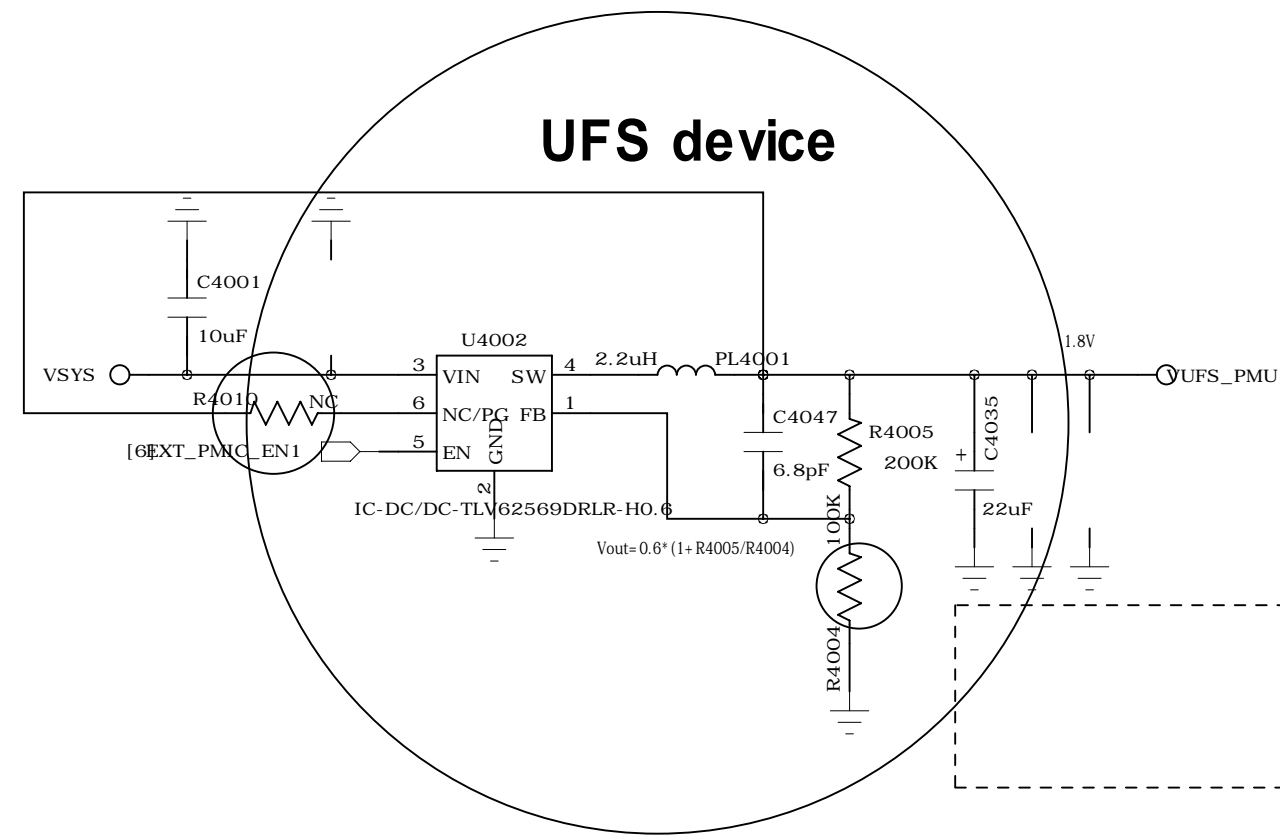 UFS device
C4001
10uF
U4002
VSYS
3
VIN
SW
4
2.2uH
PL4001
1.8V
VUFS_PMU
R4010
NC
6
NC/PG
FB
1
C4047
6.8pF
R4005
200K
C4035
+
22uF
[6]
EXT_PMIC_EN1
5
EN
GND
2
IC-DC/DC-TLV62569DRLR-H0.6
Vout=0.6*(1+R4005/R4004)
100K
R4004